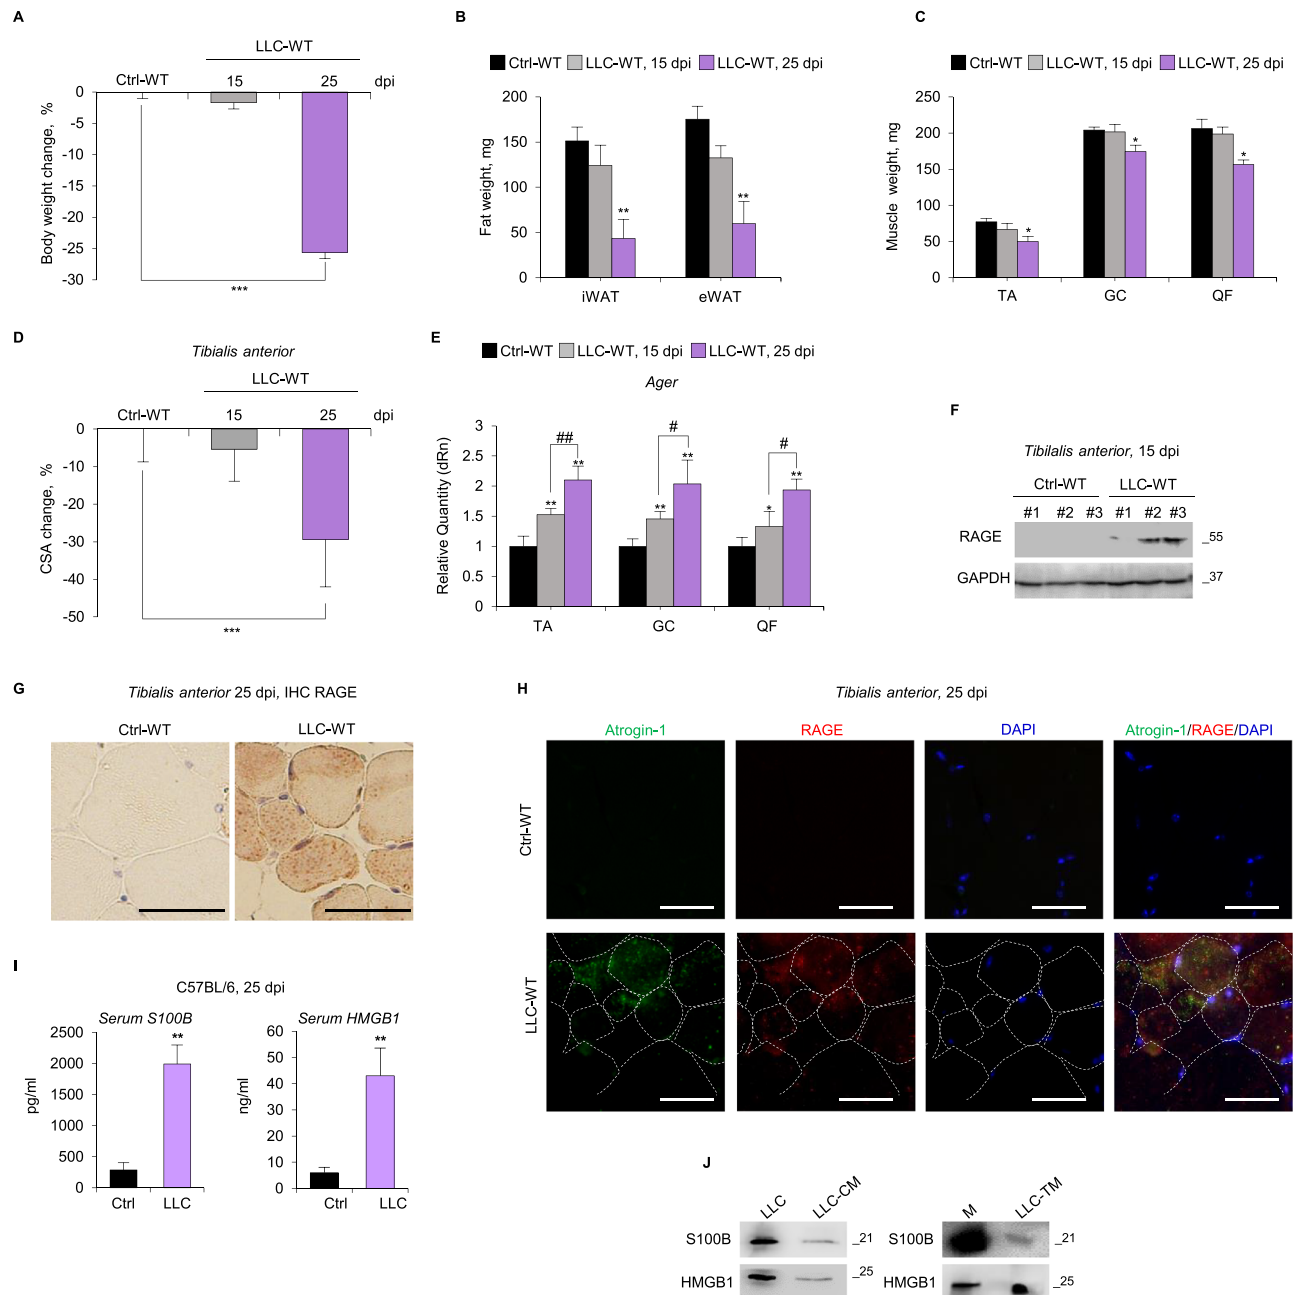 A
LLC-WT
Ctrl-WT 15 25 dpi
0
-5
-10
-15
-20
-25
-30
Body weight change, %
***
B
Ctrl-WT LLC-WT, 15 dpi LLC-WT, 25 dpi
200
150
100
50
0
Fat weight, mg
** **
iWAT eWAT
C
Ctrl-WT LLC-WT, 15 dpi LLC-WT, 25 dpi
250
200
150
100
50
0
Muscle weight, mg
* * *
TA GC QF
D
Tibialis anterior
LLC-WT
Ctrl-WT 15 25 dpi
0
-10
-20
-30
-40
-50
CSA change, %
***
E
Ctrl-WT LLC-WT, 15 dpi LLC-WT, 25 dpi
Ager
3
2.5
2
1.5
1
0.5
0
Relative Quantity (dRn)
## # #
** ** ** ** * **
TA GC QF
F
Tibilalis anterior, 15 dpi
Ctrl-WT LLC-WT
#1 #2 #3 #1 #2 #3
RAGE _55
GAPDH _37
G
Tibialis anterior 25 dpi, IHC RAGE
Ctrl-WT LLC-WT
H
Tibialis anterior, 25 dpi
Atrogin-1 RAGE DAPI Atrogin-1/RAGE/DAPI
Ctrl-WT
LLC-WT
I
C57BL/6, 25 dpi
Serum S100B
2500
2000
1500
1000
500
0
pg/ml
**
Ctrl LLC
Serum HMGB1
60
50
40
30
20
10
0
ng/ml
**
Ctrl LLC
J
LLC LLC-CM
S100B _21
HMGB1 _25
M LLC-TM
S100B _21
HMGB1 _25